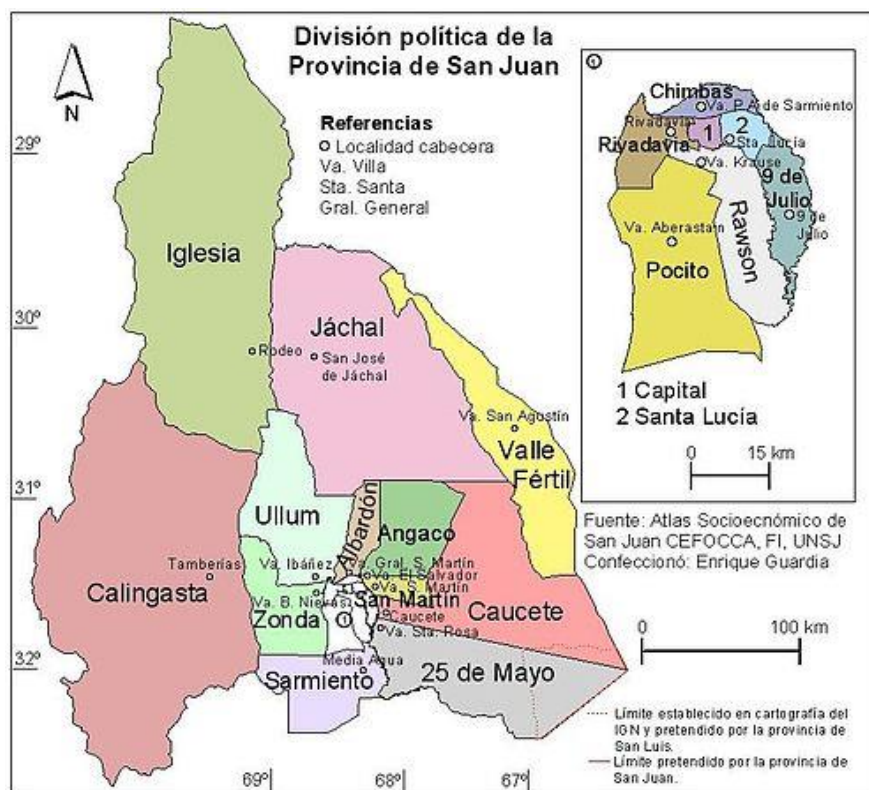 División política de la
Provincia de San Juan
N
Referencias
Localidad cabecera
Va. Villa
Sta. Santa
Gral. General
29º
30º
31º
32º
69º
68º
67º
Iglesia
Rodeo
Jáchal
San José
de Jáchal
Va. San Agustín
Valle
Fértil
Ullum
Albardón
Angaco
Calingasta
Tamberías
Va. Ibáñez
Va. Gral. S. Martín
Va. El Salvador
Va. S. Martín
San Martín
Va. B. Nieves
Zonda
1
Caucete
Caucete
Va. Sta. Rosa
Media Agua
Sarmiento
25 de Mayo
1
Chimbas
Va. P.A. de Sarmiento
Rivadavia
Rivadavia
1
2
Sta. Lucía
Va. Krause
9 de
Julio
9 de
Julio
Rawson
Va. Aberastain
Pocito
1 Capital
2 Santa Lucía
0 15 km
Fuente: Atlas Socioecnómico de
San Juan CEFOCCA, FI, UNSJ
Confeccionó: Enrique Guardia
0 100 km
Límite establecido en cartografía del
IGN y pretendido por la provincia de
San Luis.
Límite pretendido por la provincia de
San Juan.